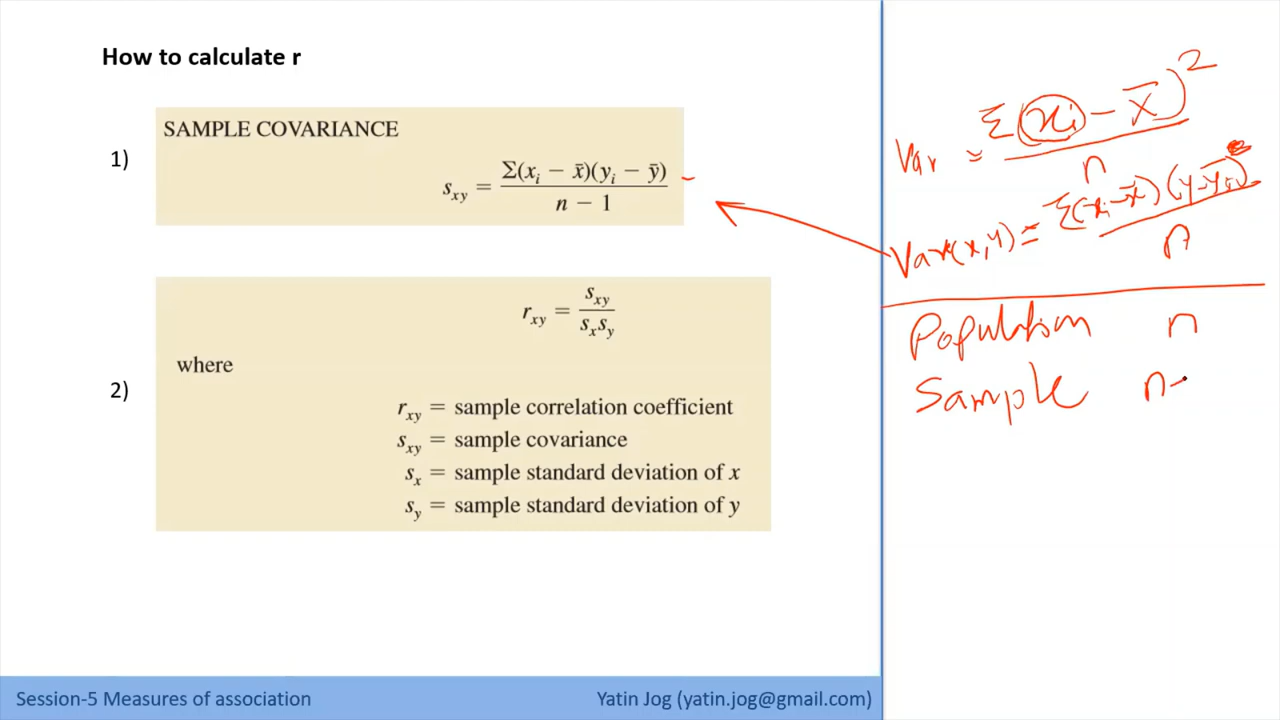 How to calculate r
1)
SAMPLE COVARIANCE
s_xy = Σ(x_i − x̄)(y_i − ȳ) / n − 1
2)
r_xy = s_xy / s_x s_y
where
r_xy = sample correlation coefficient
s_xy = sample covariance
s_x = sample standard deviation of x
s_y = sample standard deviation of y
Var = Σ(xi − x̄)² / n
Var(x,y) = Σ(xi − x̄)(y − ȳi) / n
Population n
Sample n-
Session-5 Measures of association
Yatin Jog (yatin.jog@gmail.com)